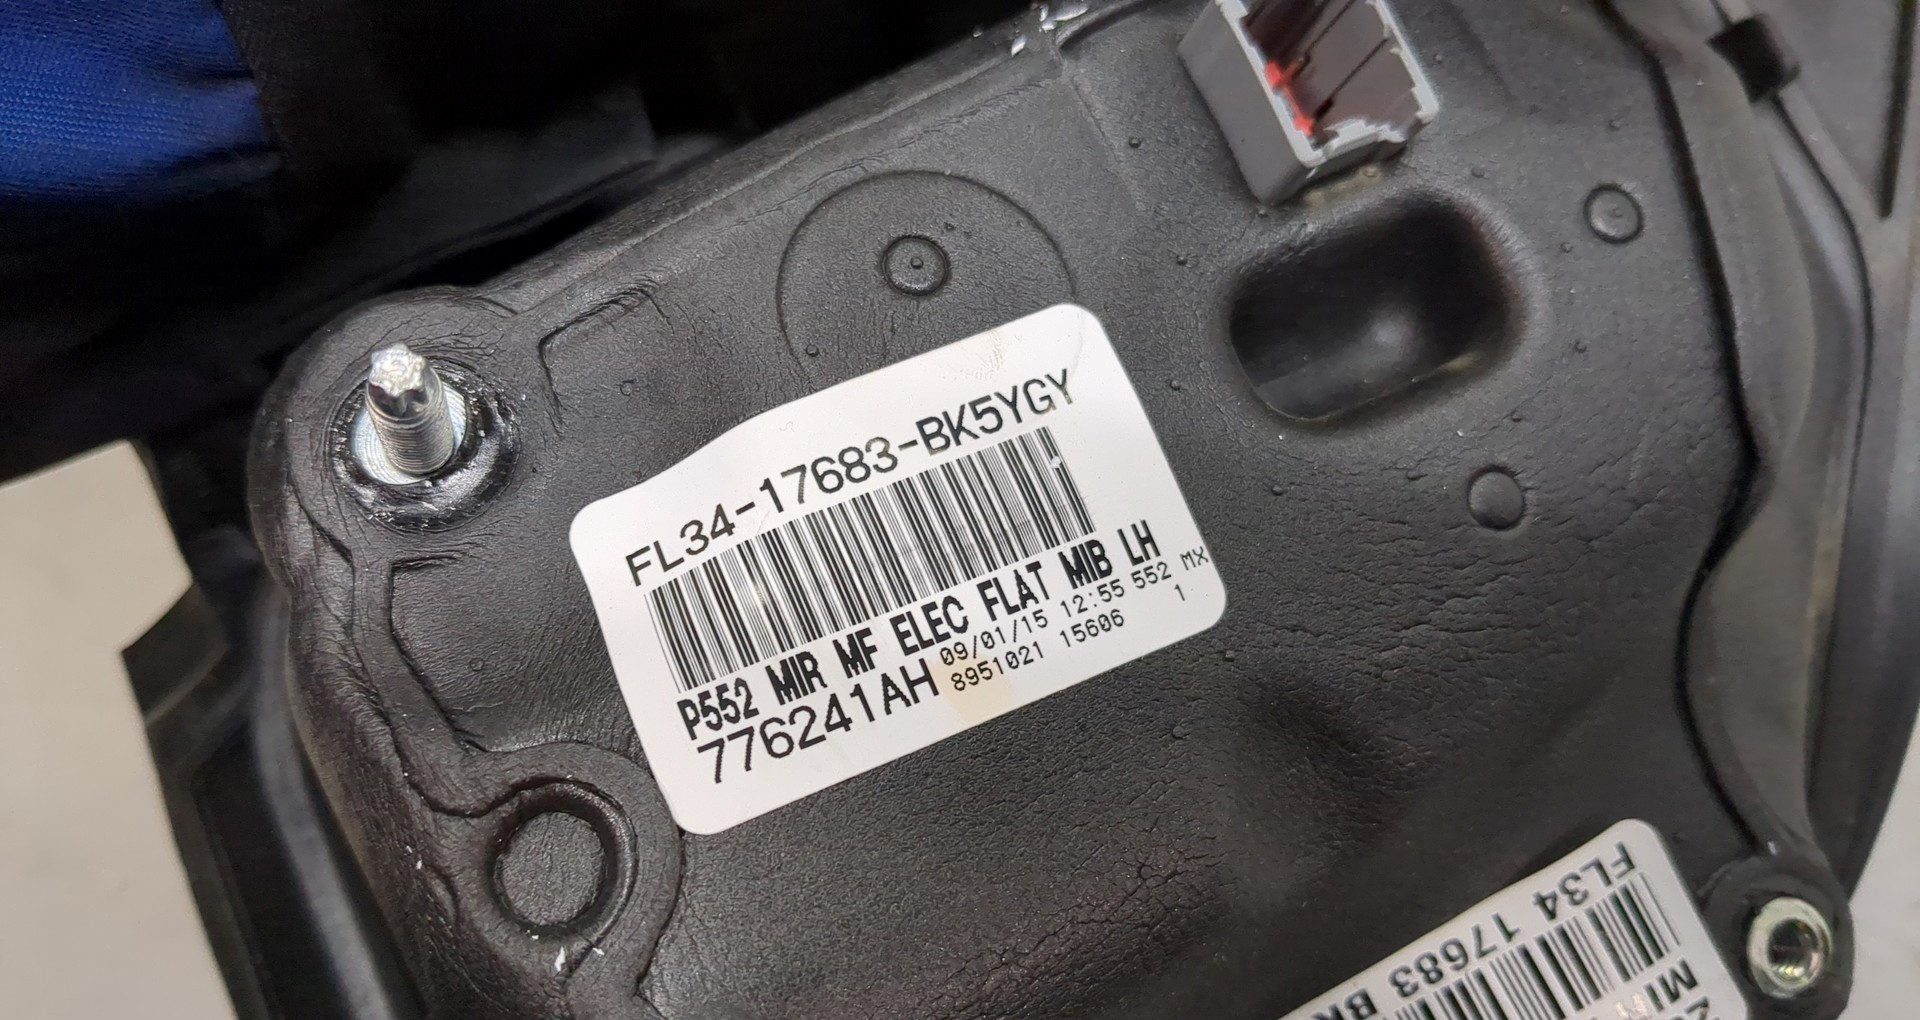 FL34-17683-BK5YGY
P552 MIR MF ELEC FLAT MIB LH
776241AH 09/01/15 12:55 552 MX
8951021 15606 1
FL34 17683